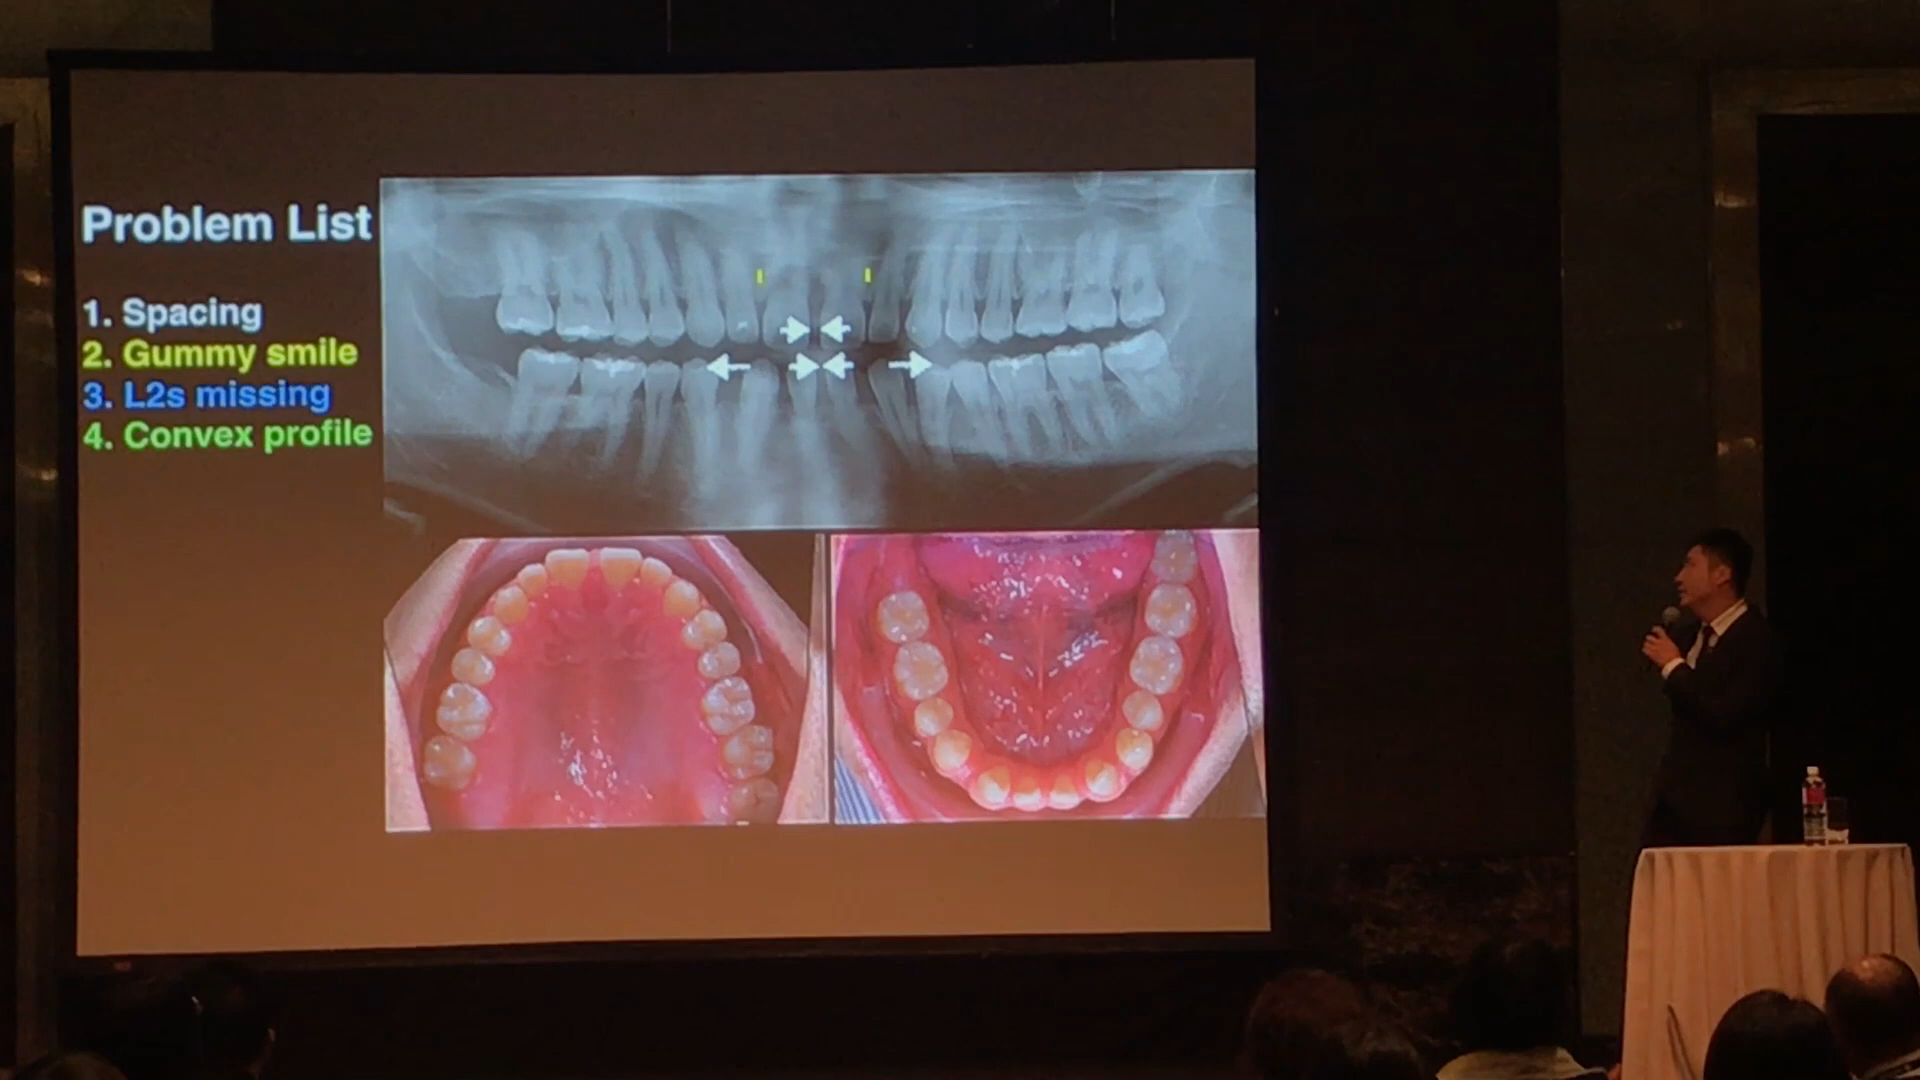 Problem List
1. Spacing
2. Gummy smile
3. L2s missing
4. Convex profile